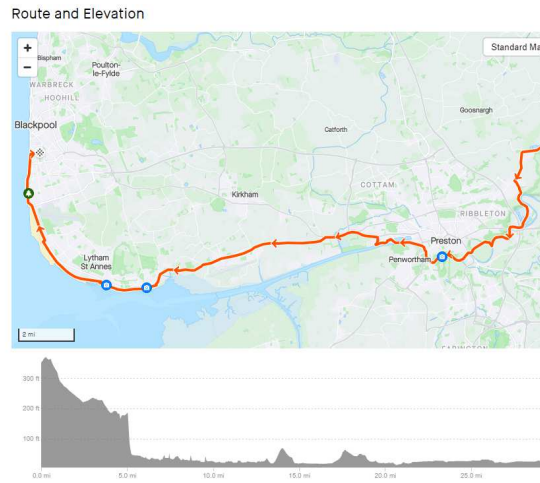 Route and Elevation
+
−
Bispham
Poulton-
le-Fylde
Standard Ma
WARBRECK
HOOHILL
Goosnargh
Blackpool
Catforth
COTTAM
Kirkham
RIBBLETON
Preston
Lytham
St Annes
Penwortham
2 mi
FARINGTON
300 ft
200 ft
100 ft
0.0 mi
5.0 mi
10.0 mi
15.0 mi
20.0 mi
25.0 mi